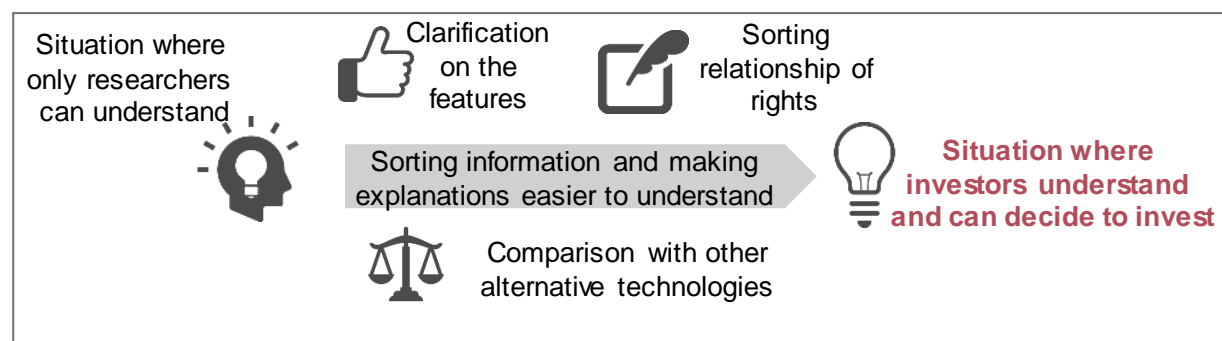 Situation where
only researchers
can understand
Clarification
on the
features
Sorting
relationship of
rights
Sorting information and making
explanations easier to understand
Situation where
investors understand
and can decide to invest
Comparison with other
alternative technologies